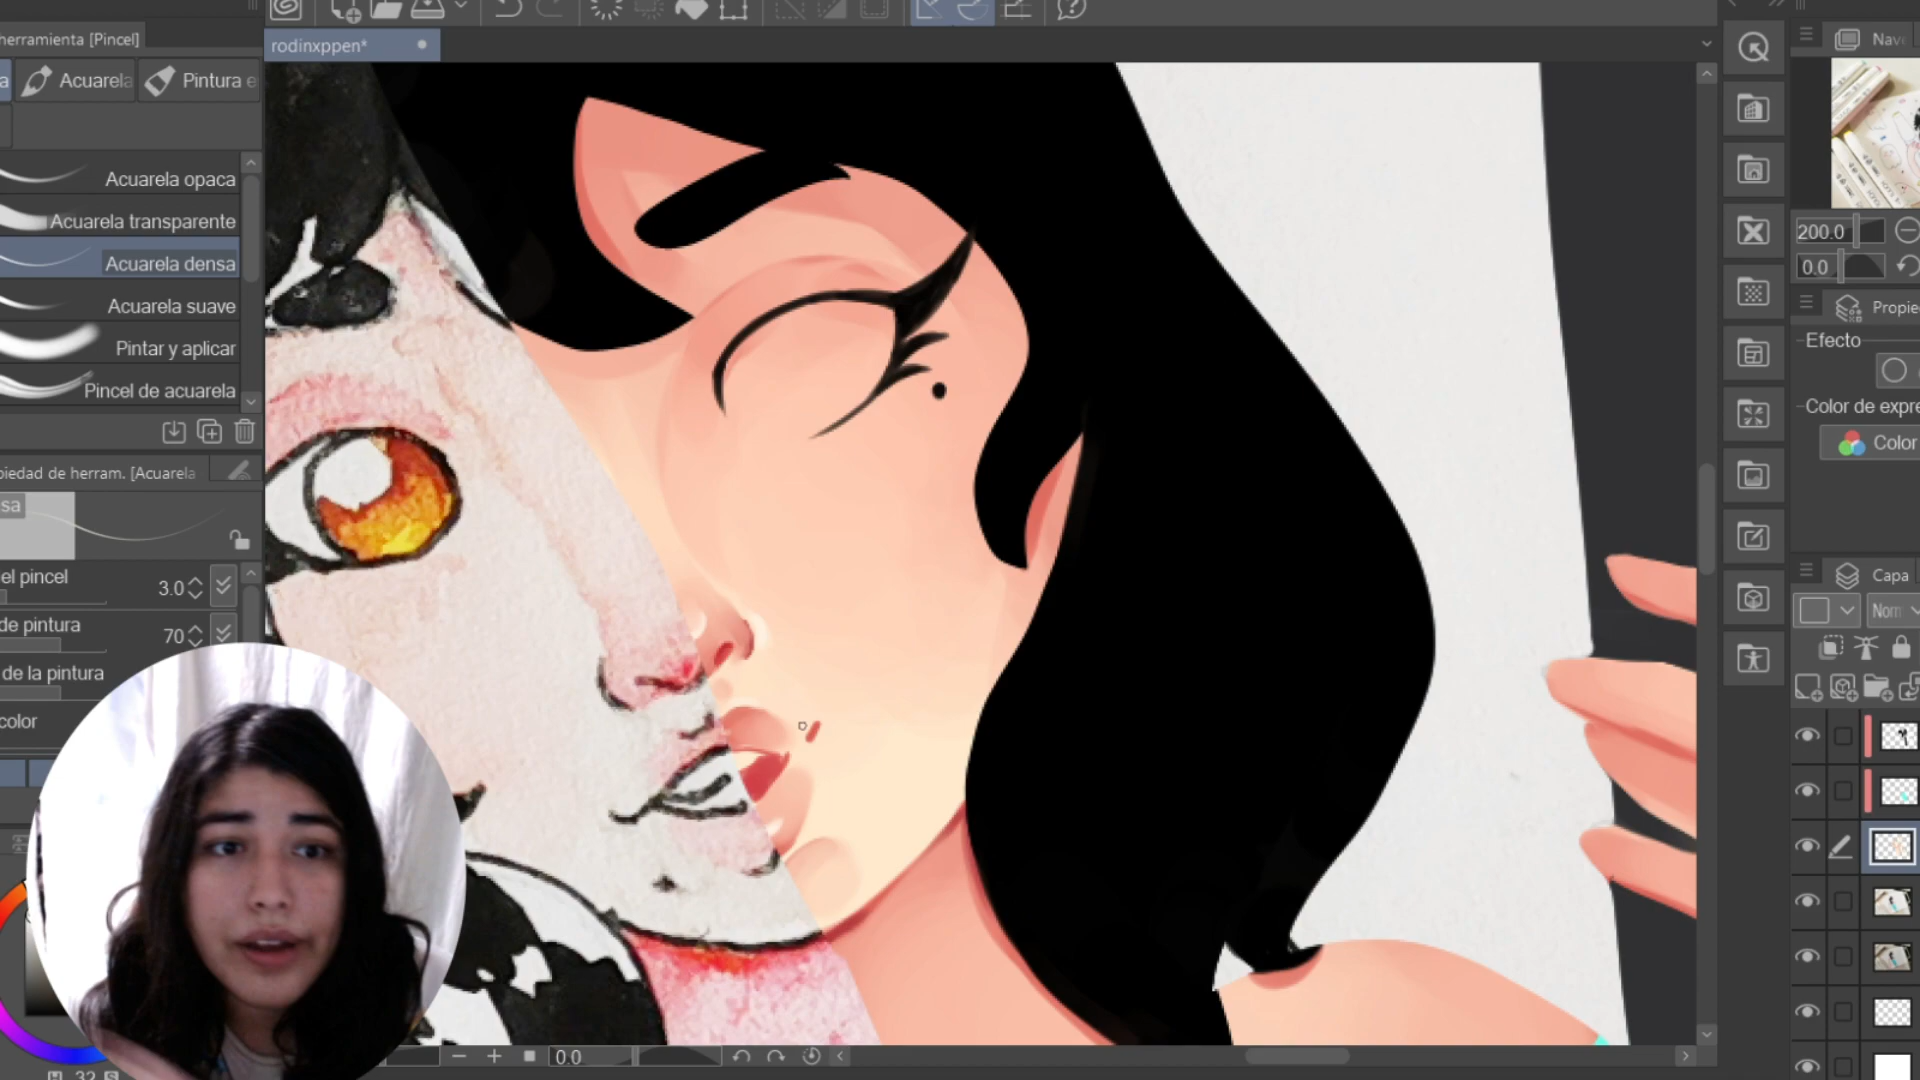 herramienta [Pincel]
rodinxppen*
Nav
Acuarela
Pintura e
Acuarela opaca
Acuarela transparente
Acuarela densa
Acuarela suave
Pintar y aplicar
Pincel de acuarela
piedad de herram. [Acuarela
sa
el pincel
3.0
de pintura
70
de la pintura
color
200.0
0.0
Propie
Efecto
Color de expre
Color
Capa
Norm
0.0
32